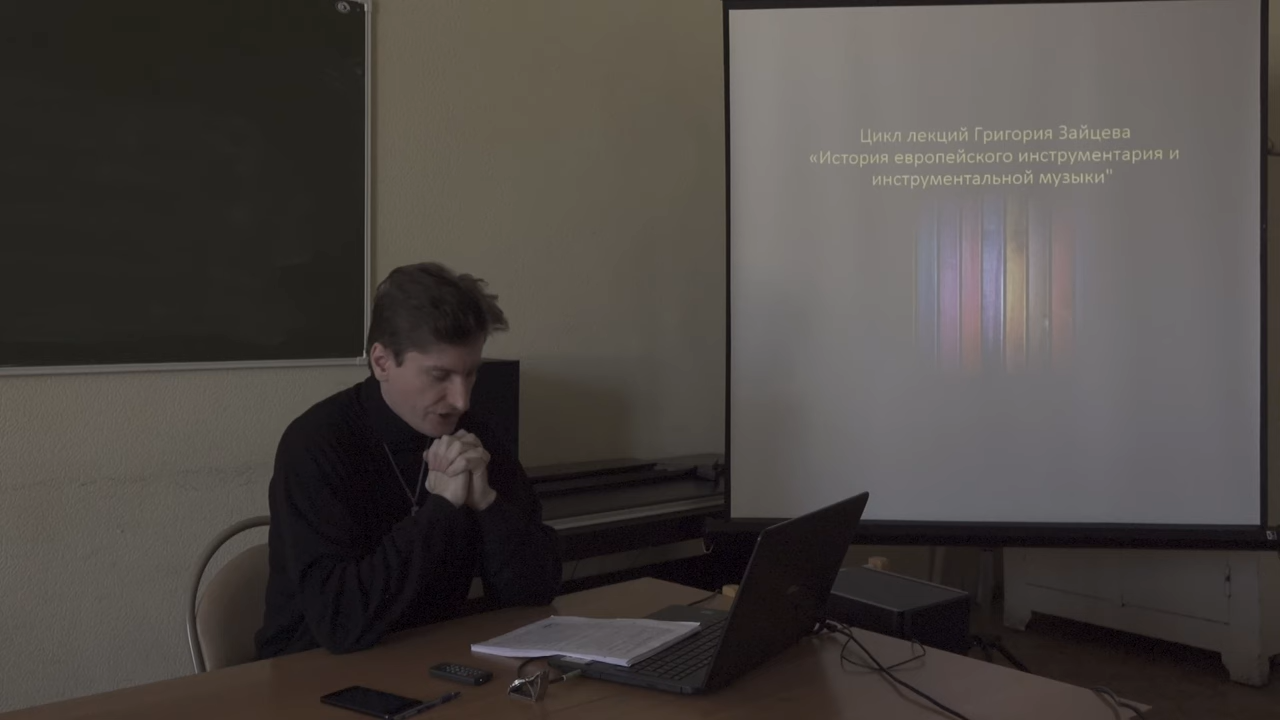 Цикл лекций Григория Зайцева
«История европейского инструментария и
инструментальной музыки"